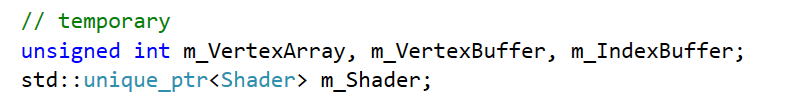 // temporary
unsigned int m_VertexArray, m_VertexBuffer, m_IndexBuffer;
std::unique_ptr<Shader> m_Shader;